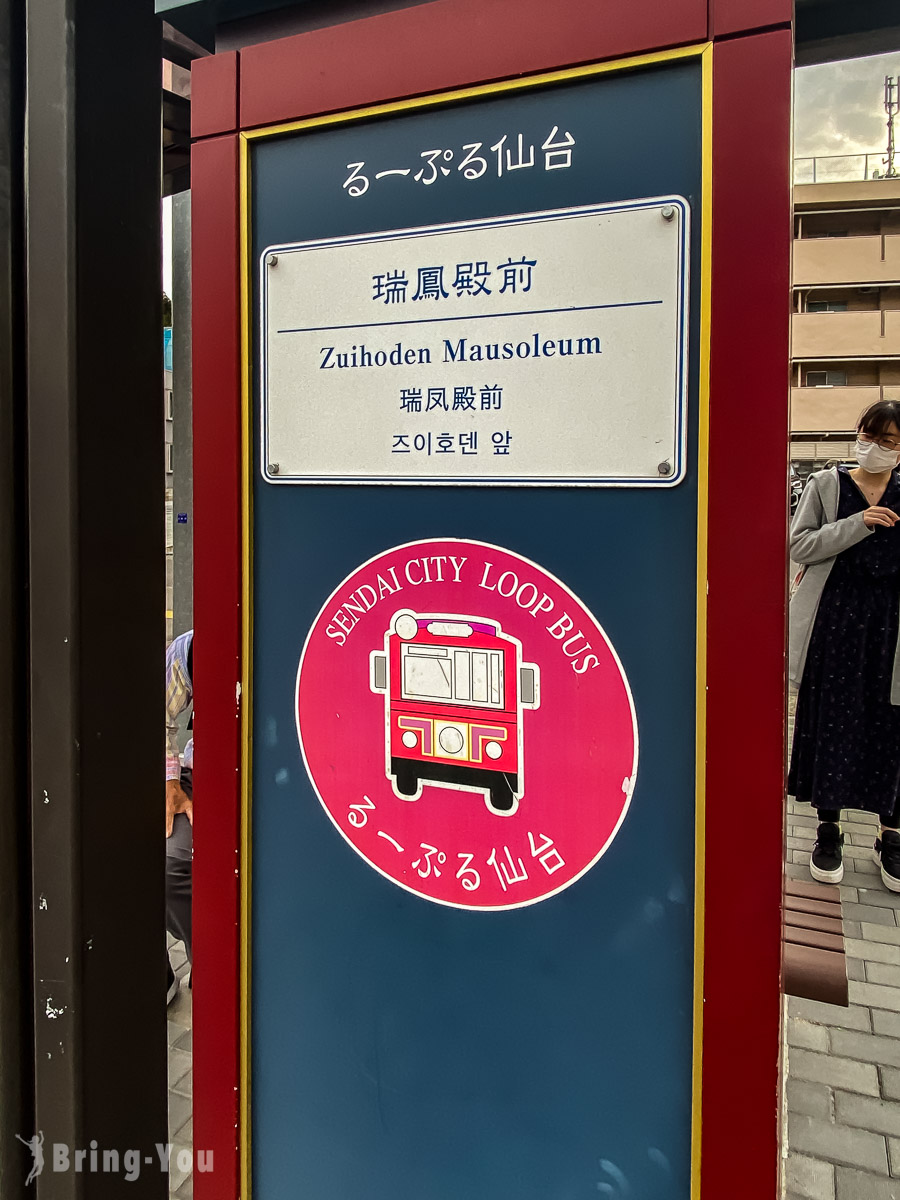 るーぷる仙台
瑞鳳殿前
Zuihoden Mausoleum
瑞凤殿前
즈이호덴 앞
SENDAI CITY LOOP BUS
るーぷる仙台
Bring-You